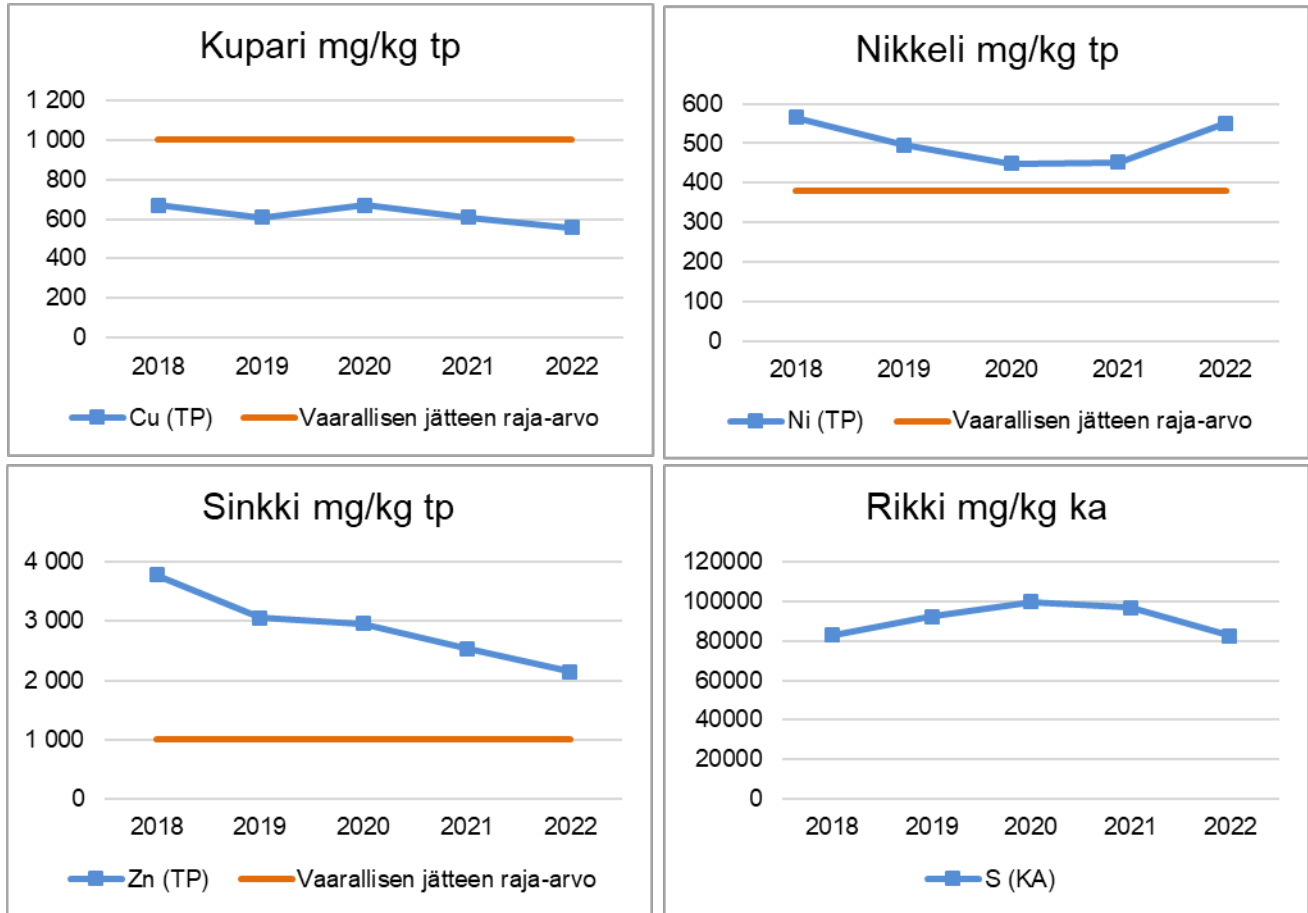 Kupari mg/kg tp
1 200
1 000
800
600
400
200
0
2018 2019 2020 2021 2022
Cu (TP) Vaarallisen jätteen raja-arvo
Nikkeli mg/kg tp
600
500
400
300
200
100
0
2018 2019 2020 2021 2022
Ni (TP) Vaarallisen jätteen raja-arvo
Sinkki mg/kg tp
4 000
3 000
2 000
1 000
0
2018 2019 2020 2021 2022
Zn (TP) Vaarallisen jätteen raja-arvo
Rikki mg/kg ka
120000
100000
80000
60000
40000
20000
0
2018 2019 2020 2021 2022
S (KA)